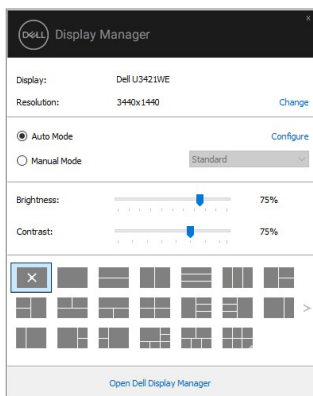 DELL Display Manager
x
Display: Dell U3421WE
Resolution: 3440x1440 Change
Auto Mode Configure
Manual Mode Standard
Brightness: 75%
Contrast: 75%
Open Dell Display Manager